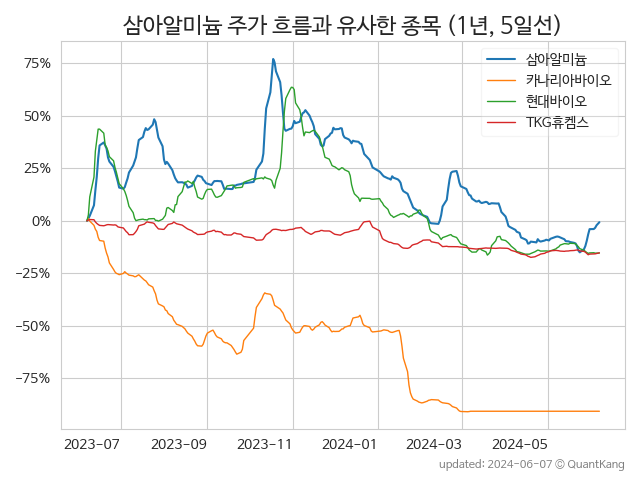 삼아알미늄 주가 흐름과 유사한 종목 (1년, 5일선)
삼아알미늄
카나리아바이오
현대바이오
TKG휴켐스
75%
50%
25%
0%
−25%
−50%
−75%
2023-07 2023-09 2023-11 2024-01 2024-03 2024-05
updated: 2024-06-07 © QuantKang